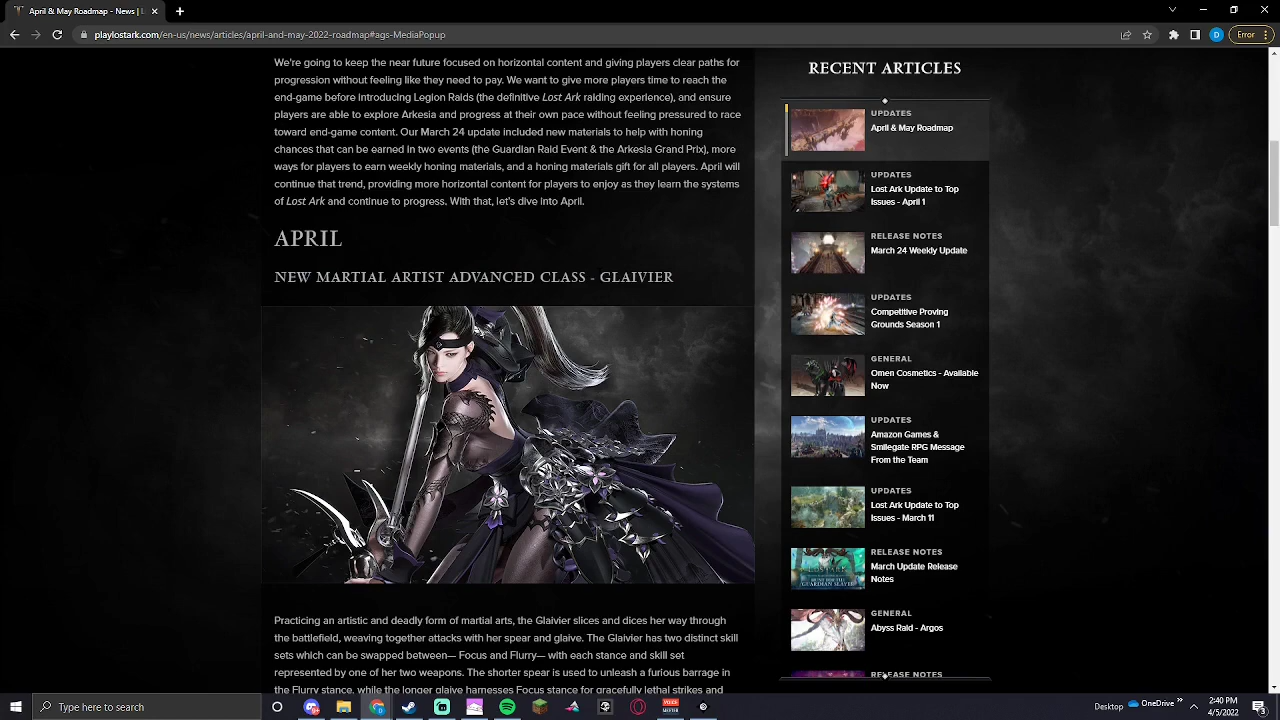 April & May Roadmap - News | Lost
playlostark.com/en-us/news/articles/april-and-may-2022-roadmap#ags-MediaPopup
D
Error
We're going to keep the near future focused on horizontal content and giving players clear paths for
progression without feeling like they need to pay. We want to give more players time to reach the
end-game before introducing Legion Raids (the definitive Lost Ark raiding experience), and ensure
players are able to explore Arkesia and progress at their own pace without feeling pressured to race
toward end-game content. Our March 24 update included new materials to help with honing
chances that can be earned in two events (the Guardian Raid Event & the Arkesia Grand Prix), more
ways for players to earn weekly honing materials, and a honing materials gift for all players. April will
continue that trend, providing more horizontal content for players to enjoy as they learn the systems
of Lost Ark and continue to progress. With that, let's dive into April.
APRIL
NEW MARTIAL ARTIST ADVANCED CLASS - GLAIVIER
Practicing an artistic and deadly form of martial arts, the Glaivier slices and dices her way through
the battlefield, weaving together attacks with her spear and glaive. The Glaivier has two distinct skill
sets which can be swapped between— Focus and Flurry— with each stance and skill set
represented by one of her two weapons. The shorter spear is used to unleash a furious barrage in
the Flurry stance, while the longer glaive harnesses Focus stance for gracefully lethal strikes and
RECENT ARTICLES
UPDATES
April & May Roadmap
UPDATES
Lost Ark Update to Top
Issues - April 1
RELEASE NOTES
March 24 Weekly Update
UPDATES
Competitive Proving
Grounds Season 1
GENERAL
Omen Cosmetics - Available
Now
UPDATES
Amazon Games &
Smilegate RPG Message
From the Team
UPDATES
Lost Ark Update to Top
Issues - March 11
RELEASE NOTES
March Update Release
Notes
GENERAL
Abyss Raid - Argos
RELEASE NOTES
Type here to search
Desktop
OneDrive
2:40 PM
4/5/2022